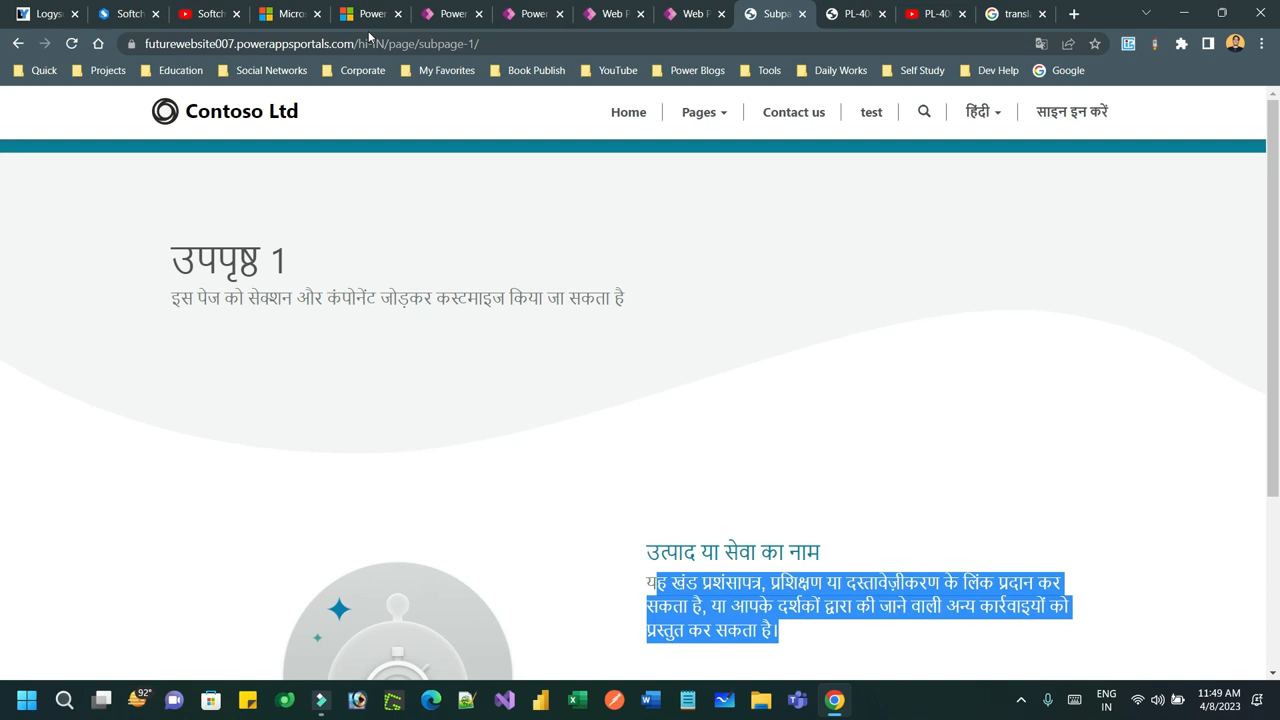 Logys
Softch
Softch
Micros
Power
Power
Power
Web P
Web P
Subpa
PL-40
PL-40
transla
futurewebsite007.powerappsportals.com/hi-IN/page/subpage-1/
Quick
Projects
Education
Social Networks
Corporate
My Favorites
Book Publish
YouTube
Power Blogs
Tools
Daily Works
Self Study
Dev Help
Google
Contoso Ltd
Home
Pages
Contact us
test
हिंदी
साइन इन करें
उपपृष्ठ 1
इस पेज को सेक्शन और कंपोनेंट जोड़कर कस्टमाइज किया जा सकता है
उत्पाद या सेवा का नाम
यह खंड प्रशंसापत्र, प्रशिक्षण या दस्तावेज़ीकरण के लिंक प्रदान कर
सकता है, या आपके दर्शकों द्वारा की जाने वाली अन्य कार्रवाइयों को
प्रस्तुत कर सकता है।
92°
ENG
IN
11:49 AM
4/8/2023